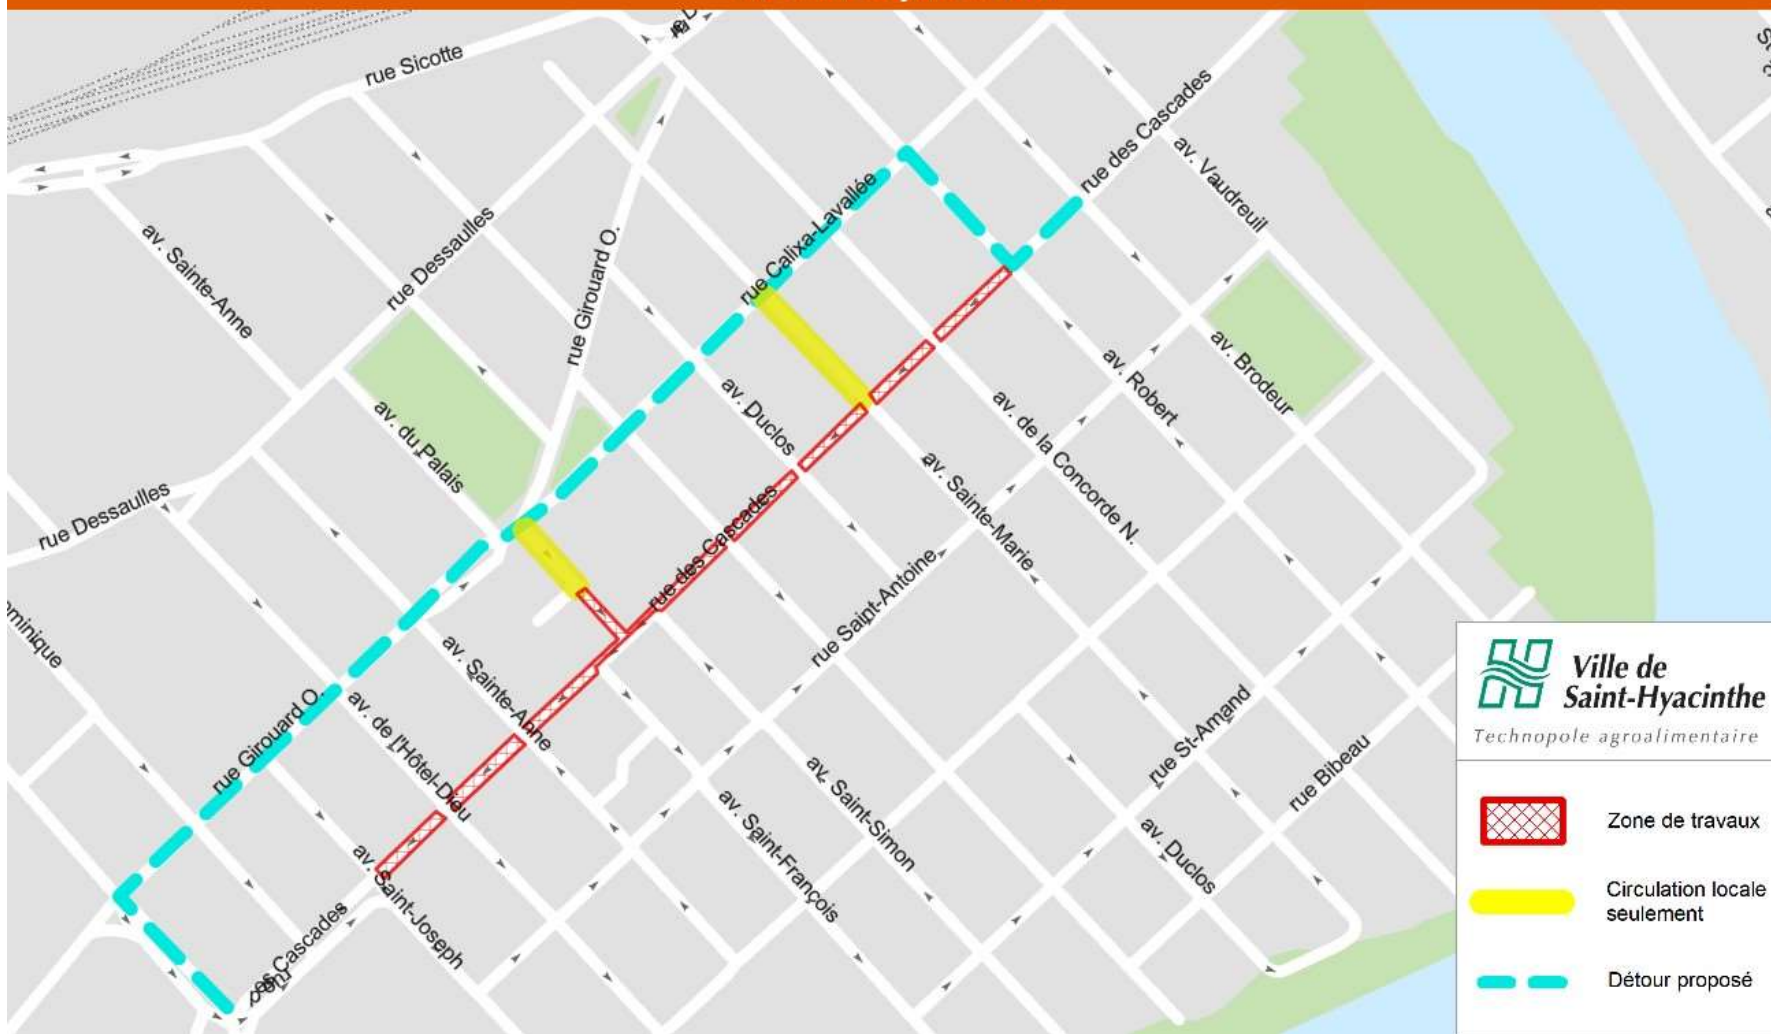 rue Sicotte
rue des Cascades
av. Vaudreuil
rue Calixa-Lavallée
av. Sainte-Anne
rue Dessaulles
rue Girouard O.
av. Brodeur
av. Robert
av. Duclos
av. de la Concorde N.
av. du Palais
av. Sainte-Marie
rue Dessaulles
rue des Cascades
rue Saint-Antoine
av. Sainte-Anne
rue Girouard O.
av. de l'Hôtel-Dieu
rue St-Amand
rue Bibeau
av. Saint-Simon
av. Saint-François
av. Duclos
av. Saint-Joseph
Cascades
Ville de
Saint-Hyacinthe
Technopole agroalimentaire
Zone de travaux
Circulation locale
seulement
Détour proposé